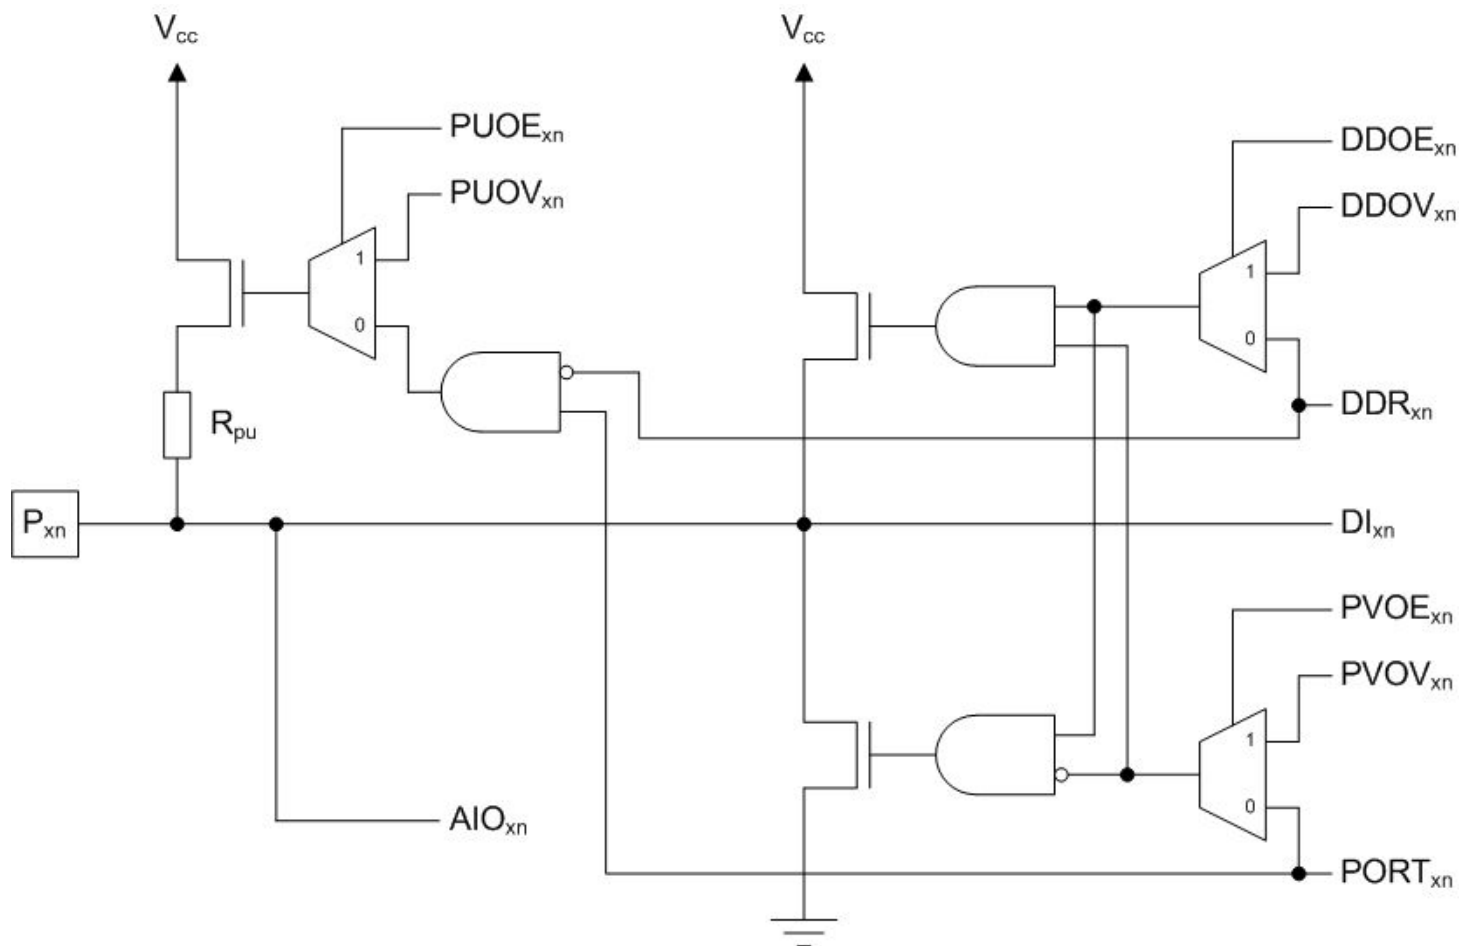 Vcc
Vcc
PUOExn
DDOExn
PUOVxn
DDOVxn
1
1
0
0
DDRxn
Rpu
Pxn
DIxn
PVOExn
PVOVxn
1
0
AIOxn
PORTxn